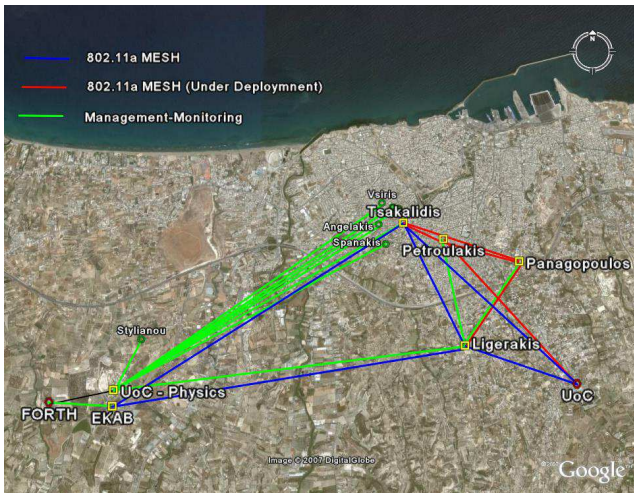 N
802.11a MESH
802.11a MESH (Under Deploymnent)
Management-Monitoring
Vsiris
Tsakalidis
Angelakis
Petroulakis
Spanakis
Panagopoulos
Stylianou
Ligerakis
UoC - Physics
UoC
FORTH
EKAB
Image © 2007 DigitalGlobe
Google